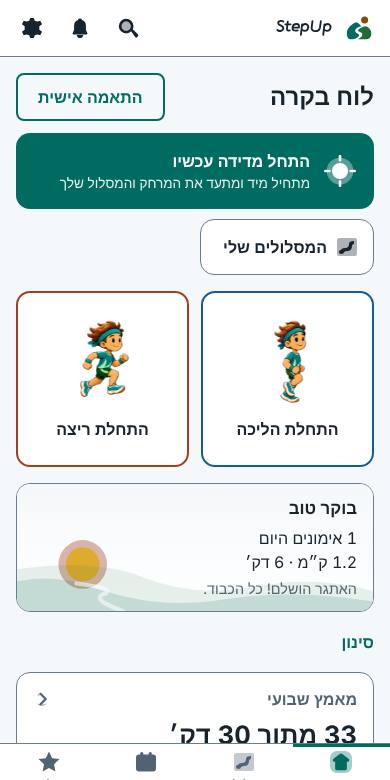 StepUp
לוח בקרה
התאמה אישית
התחל מדידה עכשיו
מתחיל מיד ומתעד את המרחק והמסלול שלך
המסלולים שלי
התחלת הליכה
התחלת ריצה
בוקר טוב
1 אימונים היום
1.2 ק״מ · 6 דק׳
האתגר הושלם! כל הכבוד.
סינון
מאמץ שבועי
33 מתוך 30 דק׳